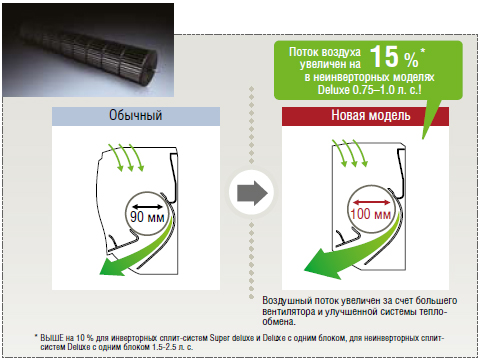 Поток воздуха
увеличен на 15 % *
в неинверторных моделях
Deluxe 0.75–1.0 л. с.!
Обычный
Новая модель
90 мм
100 мм
Воздушный поток увеличен за счет большего
вентилятора и улучшенной системы тепло-
обмена.
* ВЫШЕ на 10 % для инверторных сплит-систем Super deluxe и Deluxe с одним блоком, для неинверторных сплит-
систем Deluxe с одним блоком 1.5-2.5 л. с.